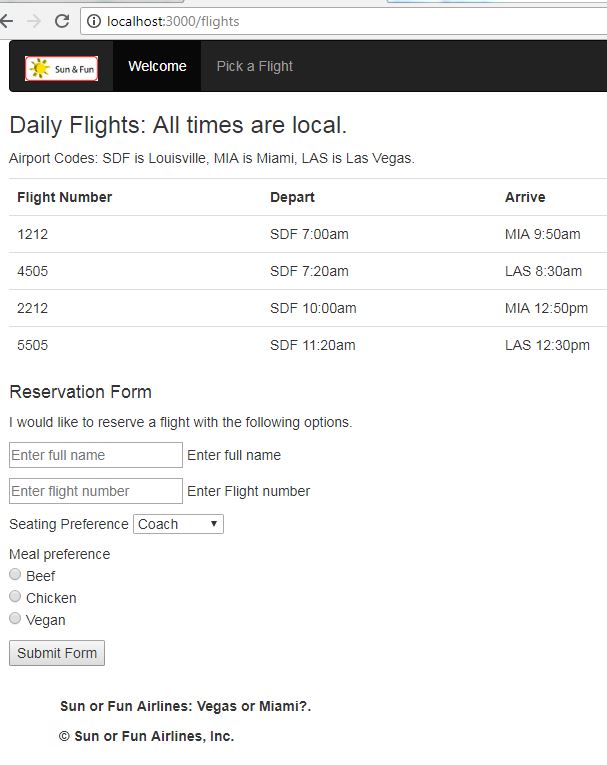 localhost:3000/flights
Sun & Fun Welcome Pick a Flight
Daily Flights: All times are local.
Airport Codes: SDF is Louisville, MIA is Miami, LAS is Las Vegas.
Flight Number Depart Arrive
1212 SDF 7:00am MIA 9:50am
4505 SDF 7:20am LAS 8:30am
2212 SDF 10:00am MIA 12:50pm
5505 SDF 11:20am LAS 12:30pm
Reservation Form
I would like to reserve a flight with the following options.
Enter full name Enter full name
Enter flight number Enter Flight number
Seating Preference Coach
Meal preference
Beef
Chicken
Vegan
Submit Form
Sun or Fun Airlines: Vegas or Miami?.
© Sun or Fun Airlines, Inc.